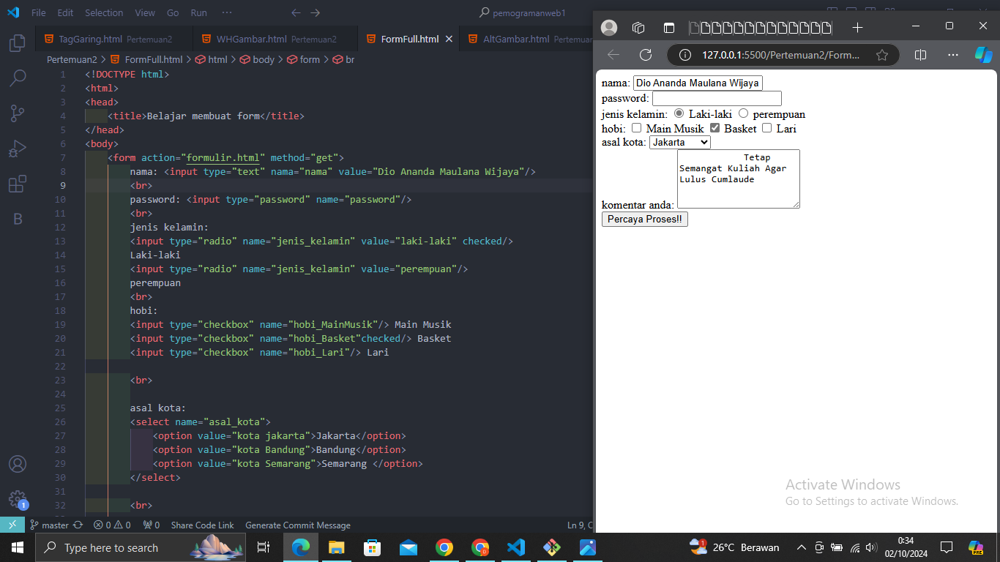 File Edit Selection View Go Run ··· pemogramanweb1
TagGaring.html Pertemuan2 WHGambar.html Pertemuan2 FormFull.html AltGambar.html Pertemuan
Pertemuan2 > FormFull.html > html > body > form > br
1 <!DOCTYPE html>
2 <html>
3 <head>
4 <title>Belajar membuat form</title>
5 </head>
6 <body>
7 <form action="formulir.html" method="get">
8 nama: <input type="text" nama="nama" value="Dio Ananda Maulana Wijaya"/>
9 <br>
10 password: <input type="password" name="password"/>
11 <br>
12 jenis kelamin:
13 <input type="radio" name="jenis_kelamin" value="laki-laki" checked/>
14 Laki-laki
15 <input type="radio" name="jenis_kelamin" value="perempuan"/>
16 perempuan
17 <br>
18 hobi:
19 <input type="checkbox" name="hobi_MainMusik"/> Main Musik
20 <input type="checkbox" name="hobi_Basket"checked/> Basket
21 <input type="checkbox" name="hobi_Lari"/> Lari
22
23 <br>
24
25 asal kota:
26 <select name="asal_kota">
27 <option value="kota jakarta">Jakarta</option>
28 <option value="kota Bandung">Bandung</option>
29 <option value="kota Semarang">Semarang </option>
30 </select>
31
32 <br>
master 0 0 0 Share Code Link Generate Commit Message Ln 9, C
127.0.0.1:5500/Pertemuan2/Form...
nama: Dio Ananda Maulana Wijaya
password:
jenis kelamin: Laki-laki perempuan
hobi: Main Musik Basket Lari
asal kota: Jakarta
Tetap
Semangat Kuliah Agar
Lulus Cumlaude
komentar anda:
Percaya Proses!!
Activate Windows
Go to Settings to activate Windows.
Type here to search
1 26°C Berawan
0:34
02/10/2024
PRE